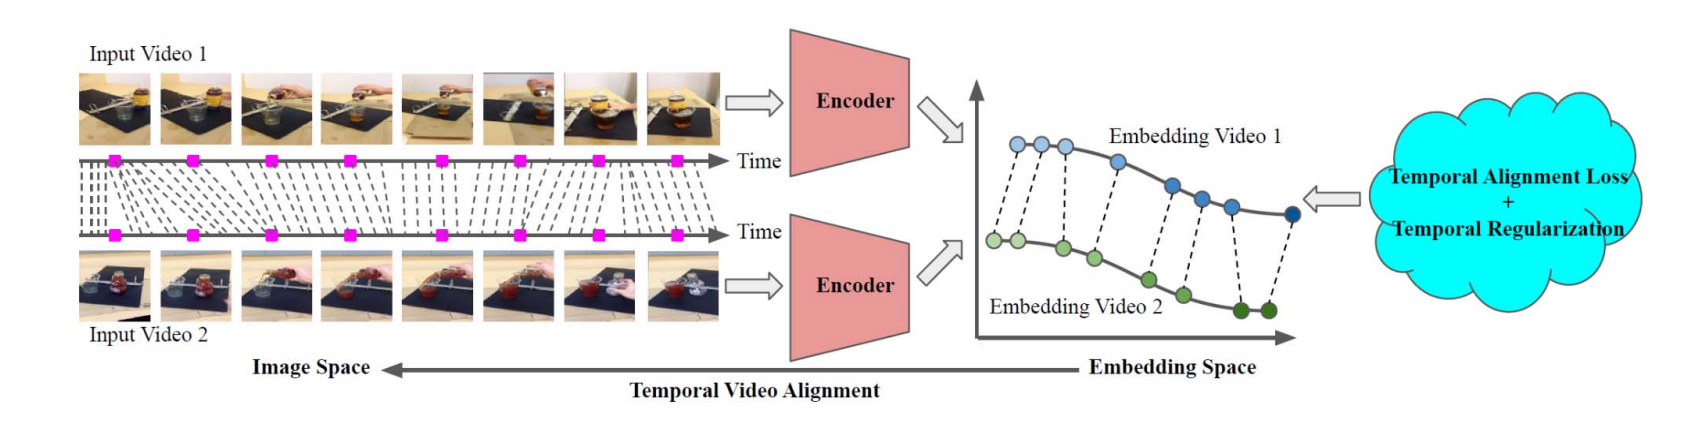 Input Video 1
Time
Time
Input Video 2
Encoder
Encoder
Embedding Video 1
Embedding Video 2
Temporal Alignment Loss
+
Temporal Regularization
Image Space
Embedding Space
Temporal Video Alignment